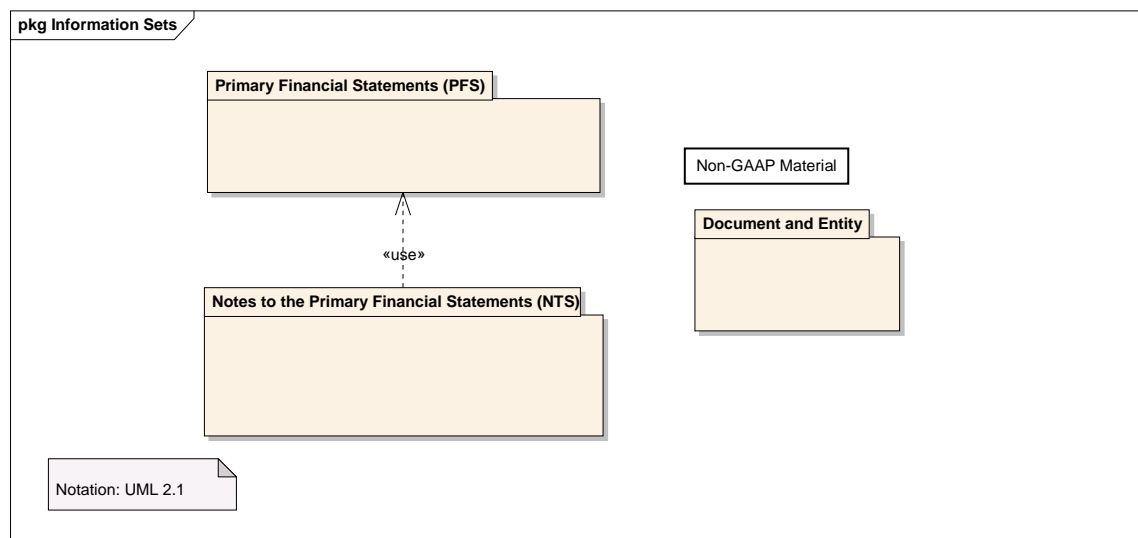 pkg Information Sets
Primary Financial Statements (PFS)
Non-GAAP Material
Document and Entity
«use»
Notes to the Primary Financial Statements (NTS)
Notation: UML 2.1